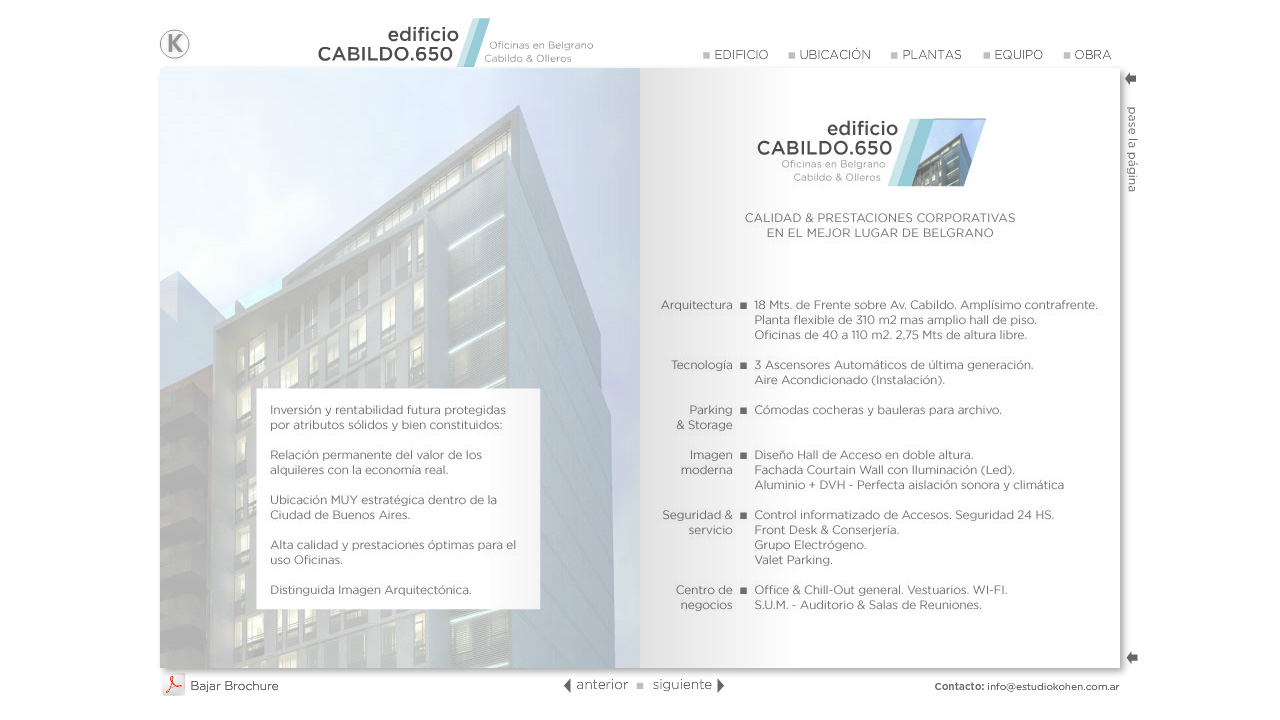 K
edificio
CABILDO.650
Oficinas en Belgrano
Cabildo & Olleros
EDIFICIO
UBICACIÓN
PLANTAS
EQUIPO
OBRA
pase la página
Inversión y rentabilidad futura protegidas
por atributos sólidos y bien constituidos:
Relación permanente del valor de los
alquileres con la economía real.
Ubicación MUY estratégica dentro de la
Ciudad de Buenos Aires.
Alta calidad y prestaciones óptimas para el
uso Oficinas.
Distinguida Imagen Arquitectónica.
edificio
CABILDO.650
Oficinas en Belgrano
Cabildo & Olleros
CALIDAD & PRESTACIONES CORPORATIVAS
EN EL MEJOR LUGAR DE BELGRANO
Arquitectura ■ 18 Mts. de Frente sobre Av. Cabildo. Amplísimo contrafrente.
Planta flexible de 310 m2 mas amplio hall de piso.
Oficinas de 40 a 110 m2. 2,75 Mts de altura libre.
Tecnología ■ 3 Ascensores Automáticos de última generación.
Aire Acondicionado (Instalación).
Parking ■ Cómodas cocheras y bauleras para archivo.
& Storage
Imagen ■ Diseño Hall de Acceso en doble altura.
moderna Fachada Courtain Wall con Iluminación (Led).
Aluminio + DVH - Perfecta aislación sonora y climática
Seguridad & ■ Control informatizado de Accesos. Seguridad 24 HS.
servicio Front Desk & Conserjería.
Grupo Electrógeno.
Valet Parking.
Centro de ■ Office & Chill-Out general. Vestuarios. WI-FI.
negocios S.U.M. - Auditorio & Salas de Reuniones.
Bajar Brochure
anterior ■ siguiente
Contacto: info@estudiokohen.com.ar